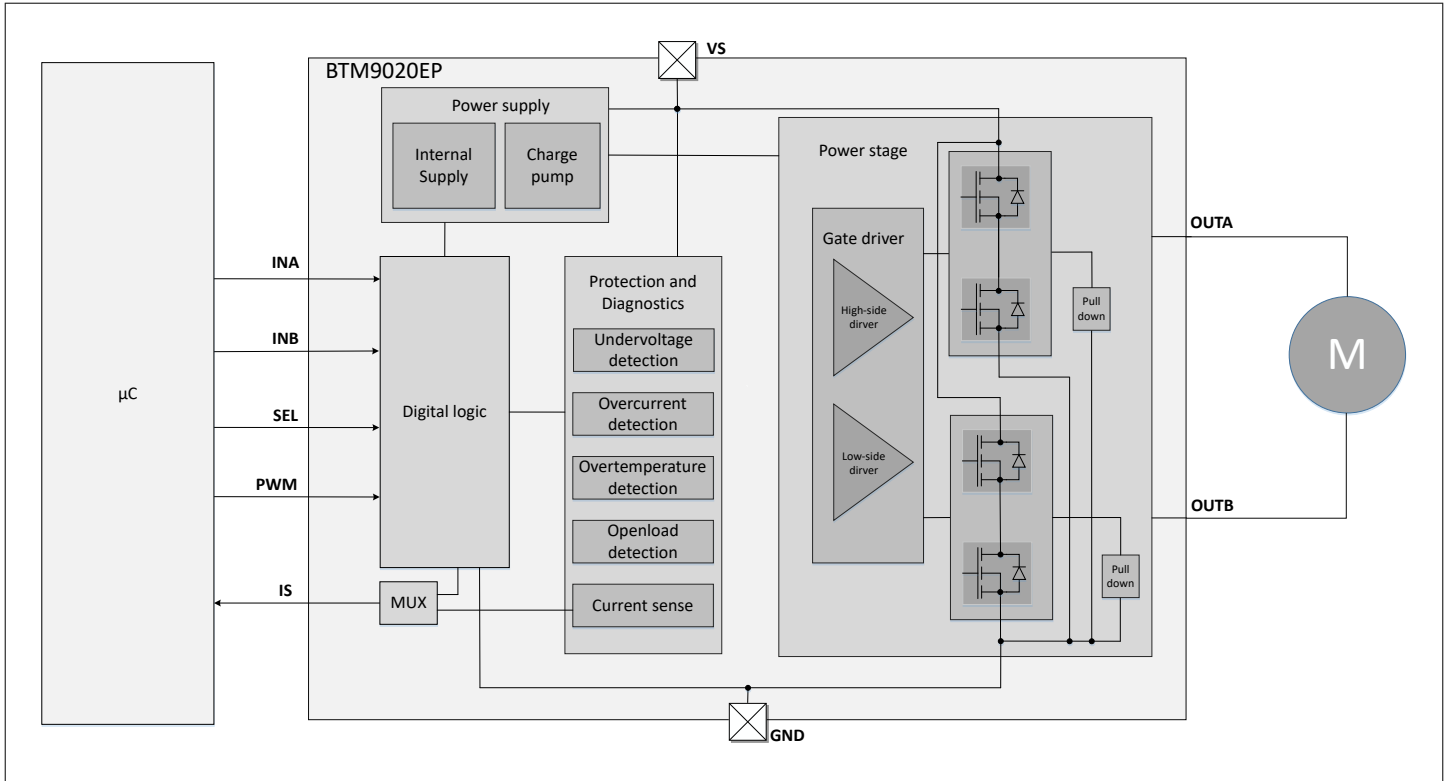 VS
BTM9020EP
Power supply
Internal
Supply
Charge
pump
Power stage
Gate driver
High-side
dirver
Low-side
dirver
Pull
down
Pull
down
OUTA
OUTB
M
µC
INA
INB
SEL
PWM
IS
Digital logic
MUX
Protection and
Diagnostics
Undervoltage
detection
Overcurrent
detection
Overtemperature
detection
Openload
detection
Current sense
GND